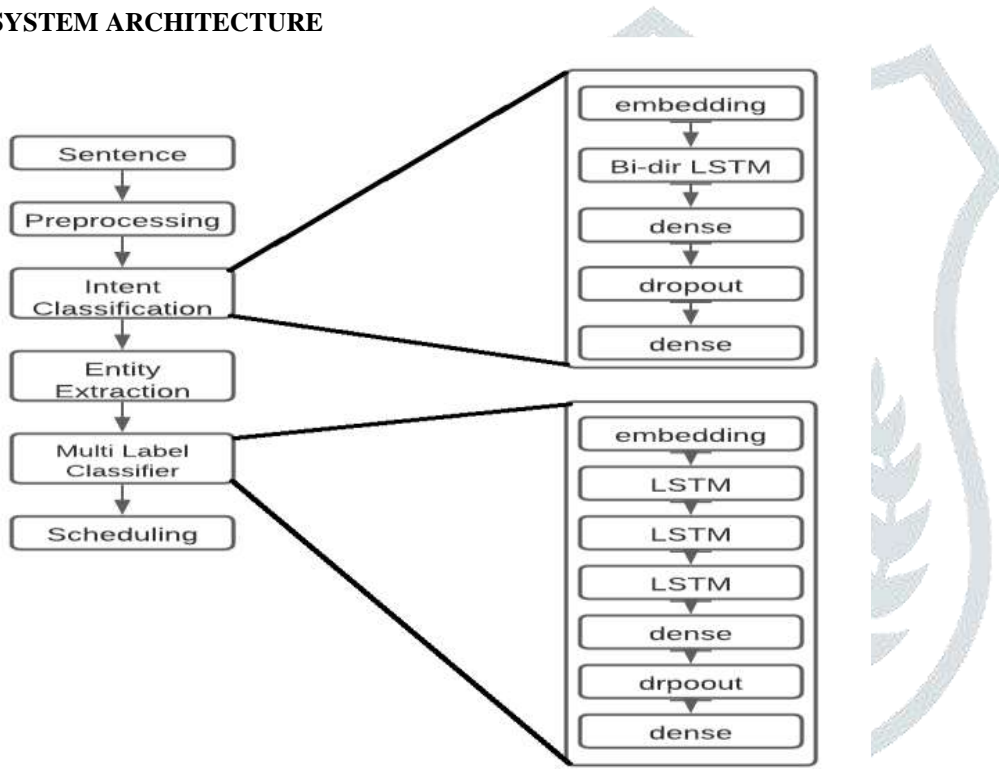 SYSTEM ARCHITECTURE
Sentence
Preprocessing
Intent
Classification
Entity
Extraction
Multi Label
Classifier
Scheduling
embedding
Bi-dir LSTM
dense
dropout
dense
embedding
LSTM
LSTM
LSTM
dense
drpoout
dense